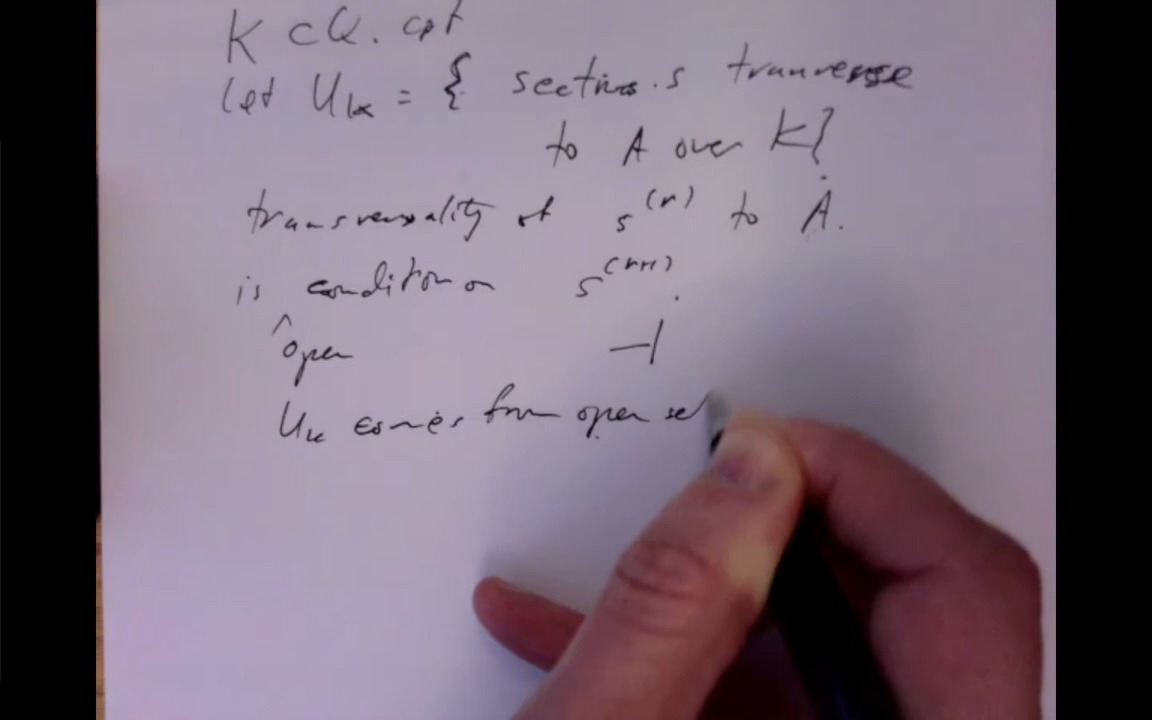 K ⊂ Q. cpt
let U_K = { sections transverse
to A over K}
transversality of s^(r) to A.
is condition on s^(r+1).
^
open ⊣
U_K comes from open se